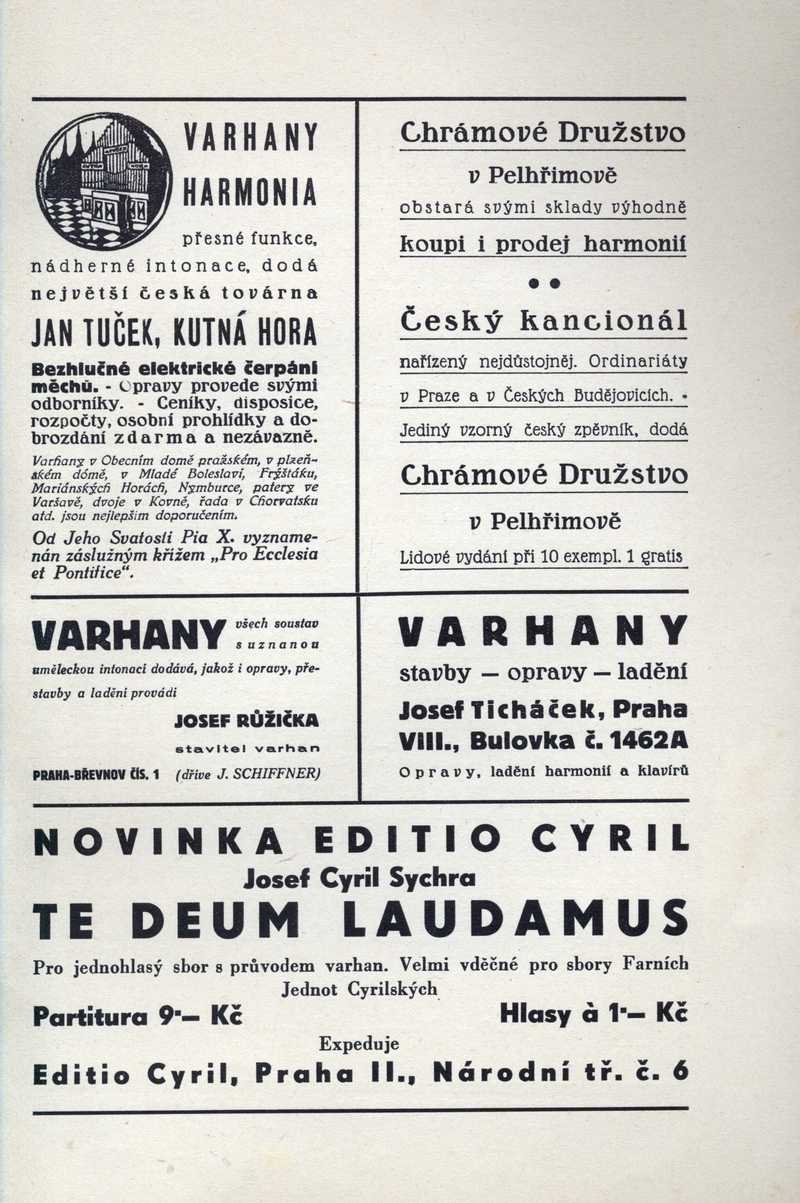 VARHANY
HARMONIA
přesné funkce,
nádherné intonace, dodá
největší česká továrna
JAN TUČEK, KUTNÁ HORA
Bezhlučné elektrické čerpání
měchů. - Opravy provede svými
odborníky. - Ceníky, disposice,
rozpočty, osobní prohlídky a do-
brozdání zdarma a nezávazně.
Varhany v Obecním domě pražském, v plzeň-
ském dómě, v Mladé Boleslavi, Frýštáku,
Mariánských Horách, Nymburce, patery ve
Varšavě, dvoje v Kovně, řada v Chorvatsku
atd. jsou nejlepším doporučením.
Od Jeho Svatosti Pia X. vyzname-
nán záslužným křížem „Pro Ecclesia
et Pontifice“.
Chrámové Družstvo
v Pelhřimově
obstará svými sklady výhodně
koupi i prodej harmonií
• •
Český kancionál
nařízený nejdůstojněj. Ordinariáty
v Praze a v Českých Budějovicích. -
Jediný vzorný český zpěvník, dodá
Chrámové Družstvo
v Pelhřimově
Lidové vydání při 10 exempl. 1 gratis
VARHANY všech soustav
s uznanou
uměleckou intonací dodává, jakož i opravy, pře-
stavby a ladění provádí
JOSEF RŮŽIČKA
stavitel varhan
PRAHA-BŘEVNOV ČÍS. 1 (dříve J. SCHIFFNER)
VARHANY
stavby — opravy — ladění
Josef Ticháček, Praha
VIII., Bulovka č. 1462A
Opravy, ladění harmonií a klavírů
NOVINKA EDITIO CYRIL
Josef Cyril Sychra
TE DEUM LAUDAMUS
Pro jednohlasý sbor s průvodem varhan. Velmi vděčné pro sbory Farních
Jednot Cyrilských
Partitura 9·— Kč Hlasy à 1·— Kč
Expeduje
Editio Cyril, Praha II., Národní tř. č. 6